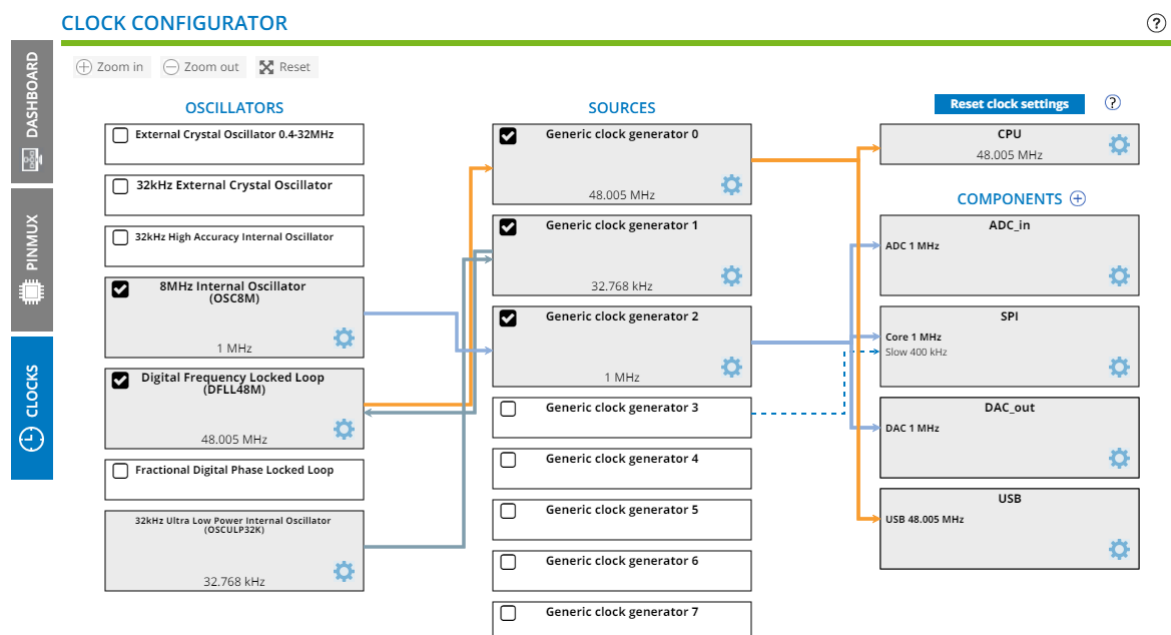 CLOCK CONFIGURATOR
?
DASHBOARD
PINMUX
CLOCKS
Zoom in
Zoom out
Reset
OSCILLATORS
External Crystal Oscillator 0.4-32MHz
32kHz External Crystal Oscillator
32kHz High Accuracy Internal Oscillator
8MHz Internal Oscillator
(OSC8M)
1 MHz
Digital Frequency Locked Loop
(DFLL48M)
48.005 MHz
Fractional Digital Phase Locked Loop
32kHz Ultra Low Power Internal Oscillator
(OSCULP32K)
32.768 kHz
SOURCES
Generic clock generator 0
48.005 MHz
Generic clock generator 1
32.768 kHz
Generic clock generator 2
1 MHz
Generic clock generator 3
Generic clock generator 4
Generic clock generator 5
Generic clock generator 6
Generic clock generator 7
Reset clock settings
?
CPU
48.005 MHz
COMPONENTS
ADC_in
ADC 1 MHz
SPI
Core 1 MHz
Slow 400 kHz
DAC_out
DAC 1 MHz
USB
USB 48.005 MHz